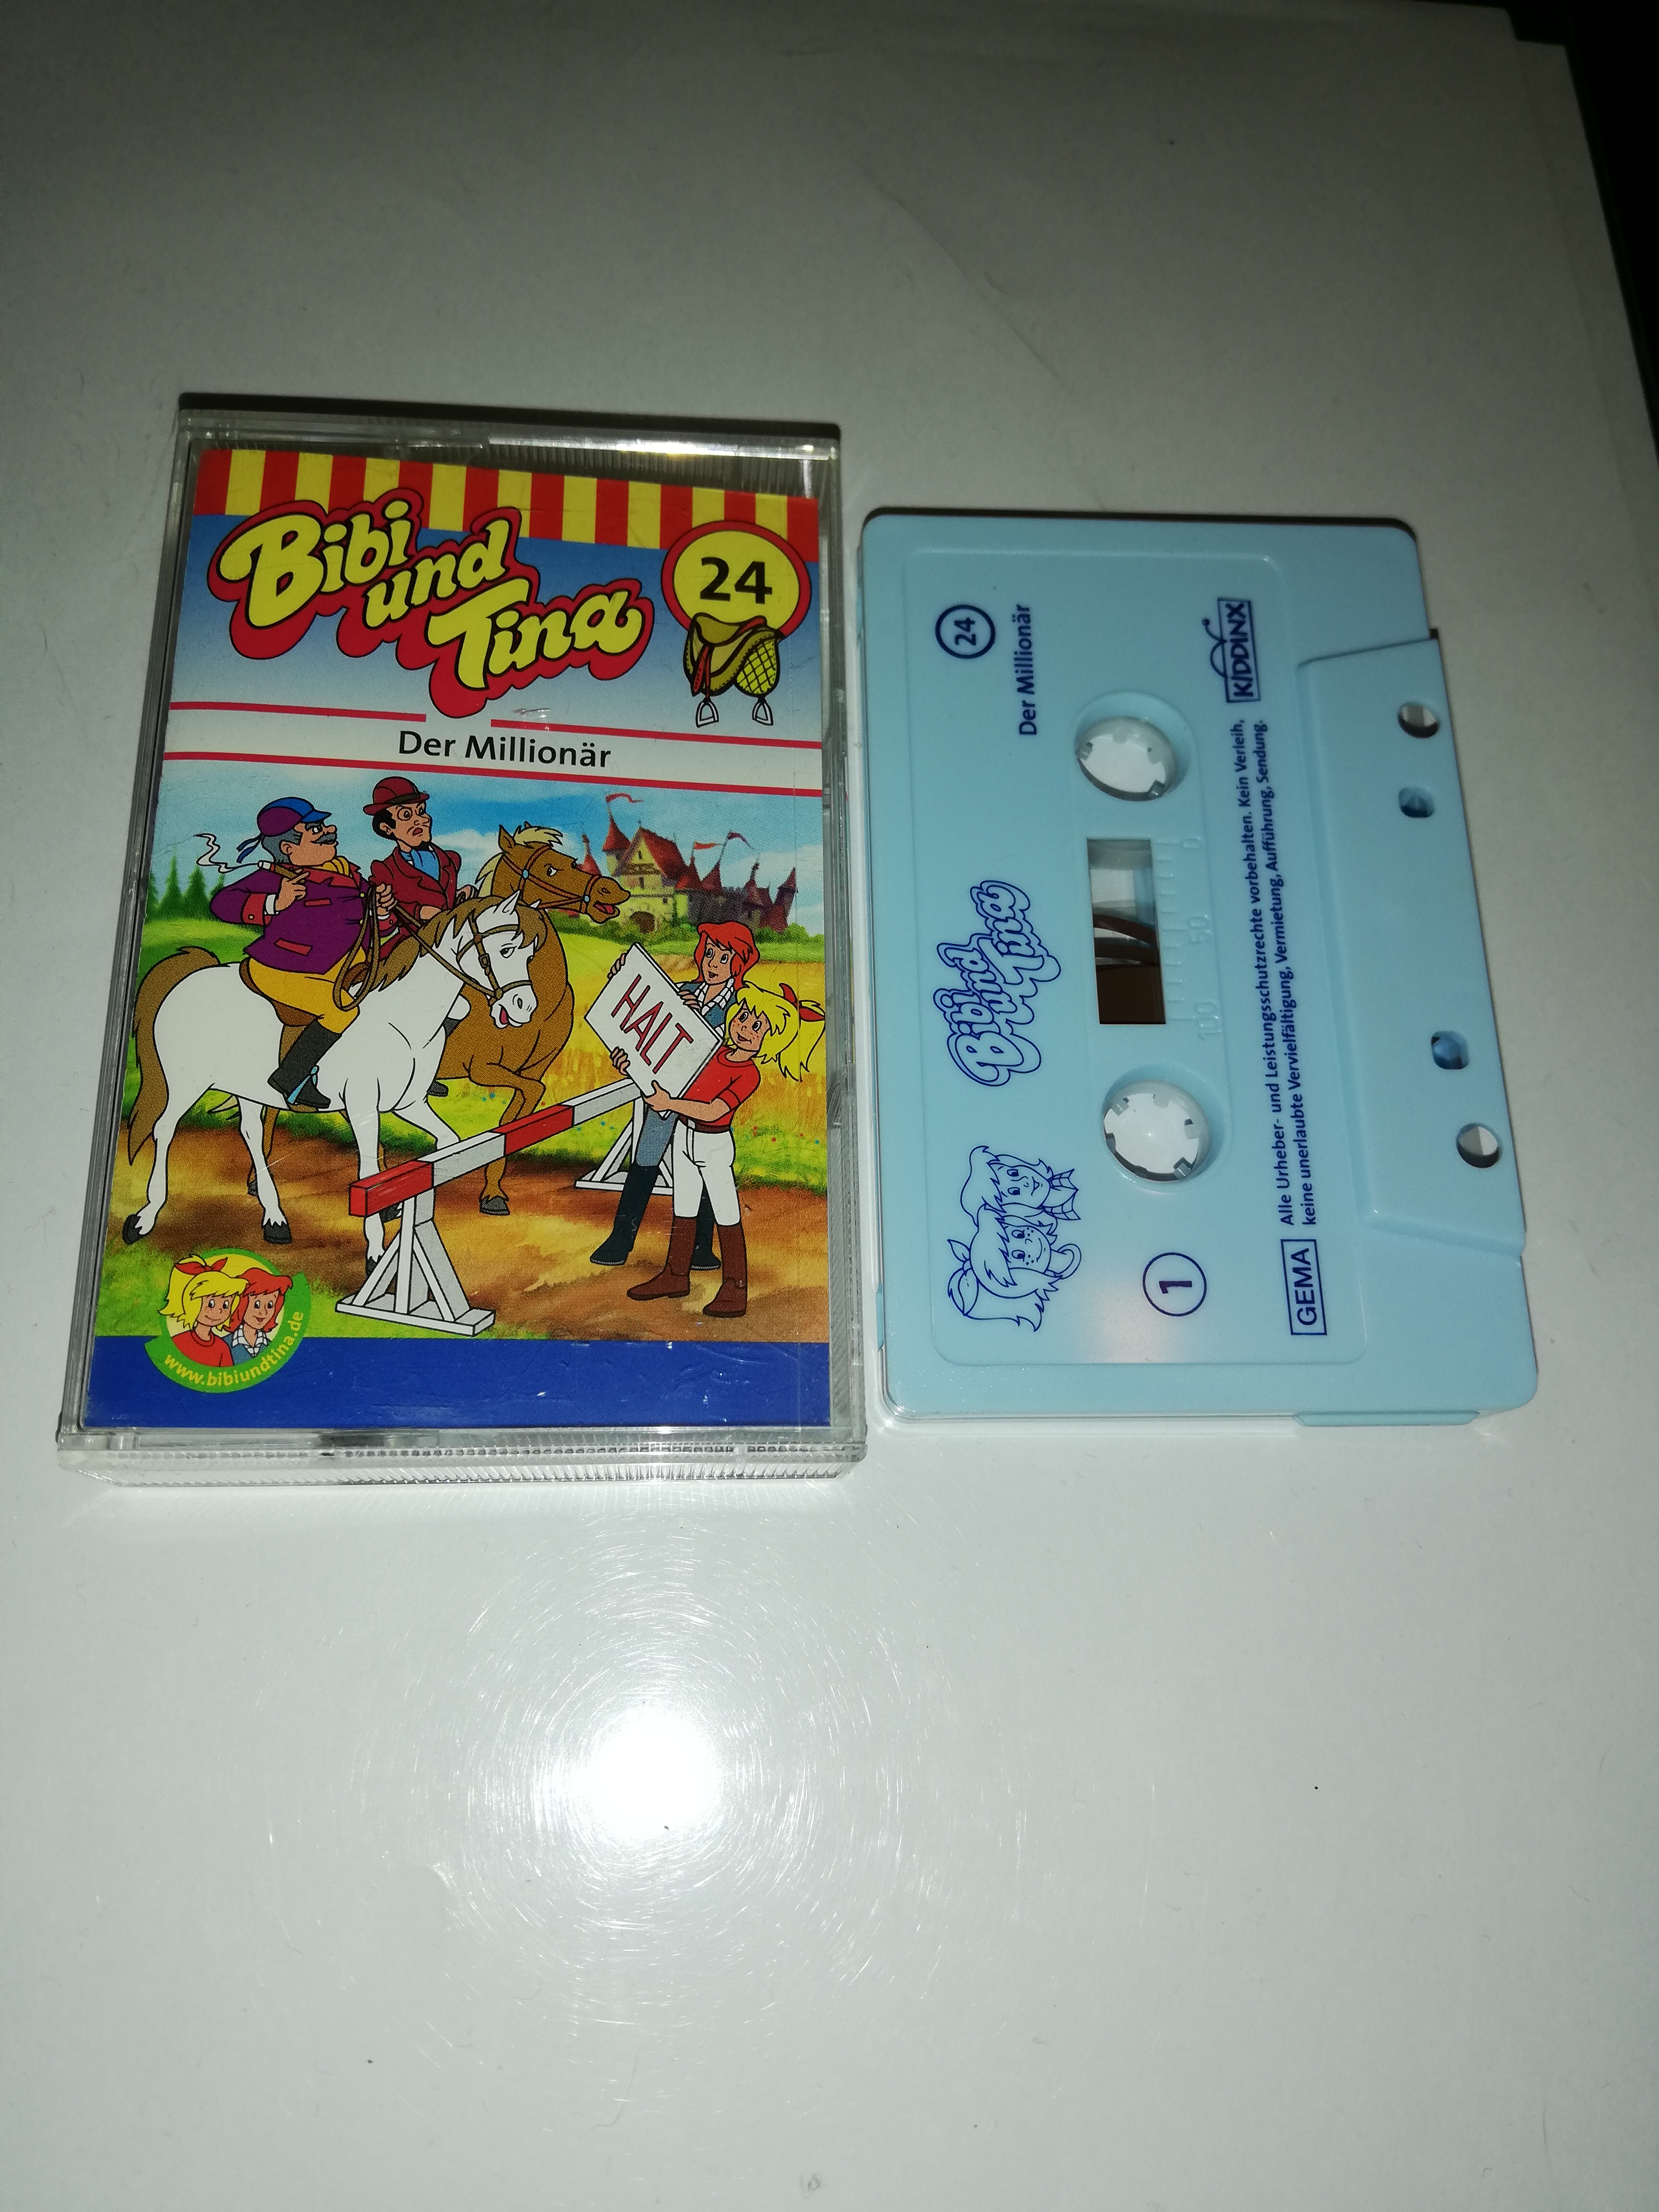 Bibi
und
Tina
24
Der Millionär
HALT
www.bibiundtina.de
24
Der Millionär
Bibi und
Tina
KIDDINX
1
50
100
0
GEMA
Alle Urheber- und Leistungsschutzrechte vorbehalten. Kein Verleih,
keine unerlaubte Vervielfältigung, Vermietung, Aufführung, Sendung.